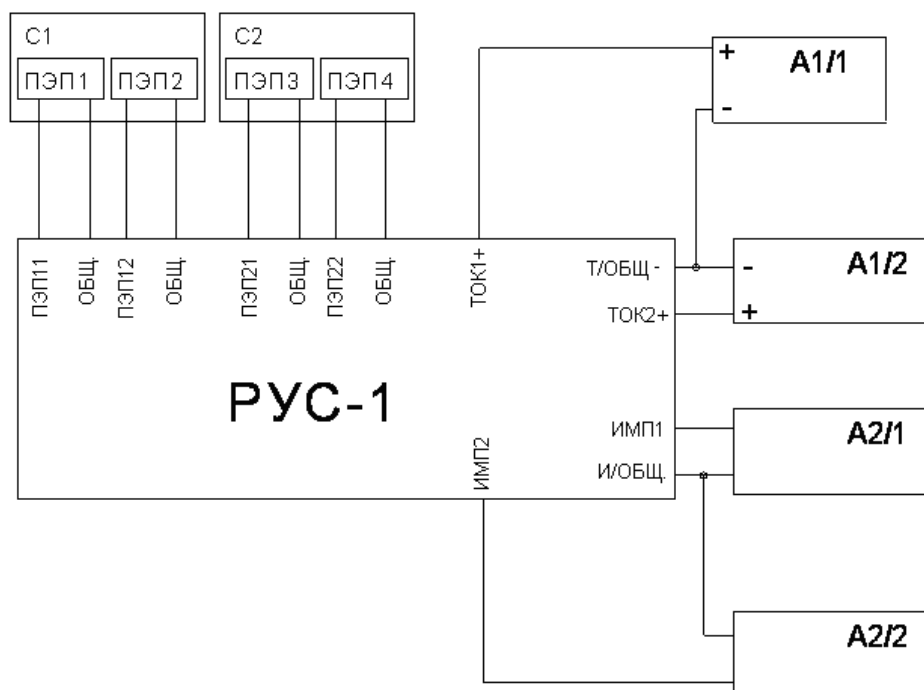 С1
С2
ПЭП1
ПЭП2
ПЭП3
ПЭП4
+
А1/1
-
ПЭП11
ОБЩ.
ПЭП12
ОБЩ.
ПЭП21
ОБЩ.
ПЭП22
ОБЩ.
ТОК1+
Т/ОБЩ -
-
А1/2
ТОК2+
+
РУС-1
ИМП1
А2/1
И/ОБЩ.
ИМП2
А2/2